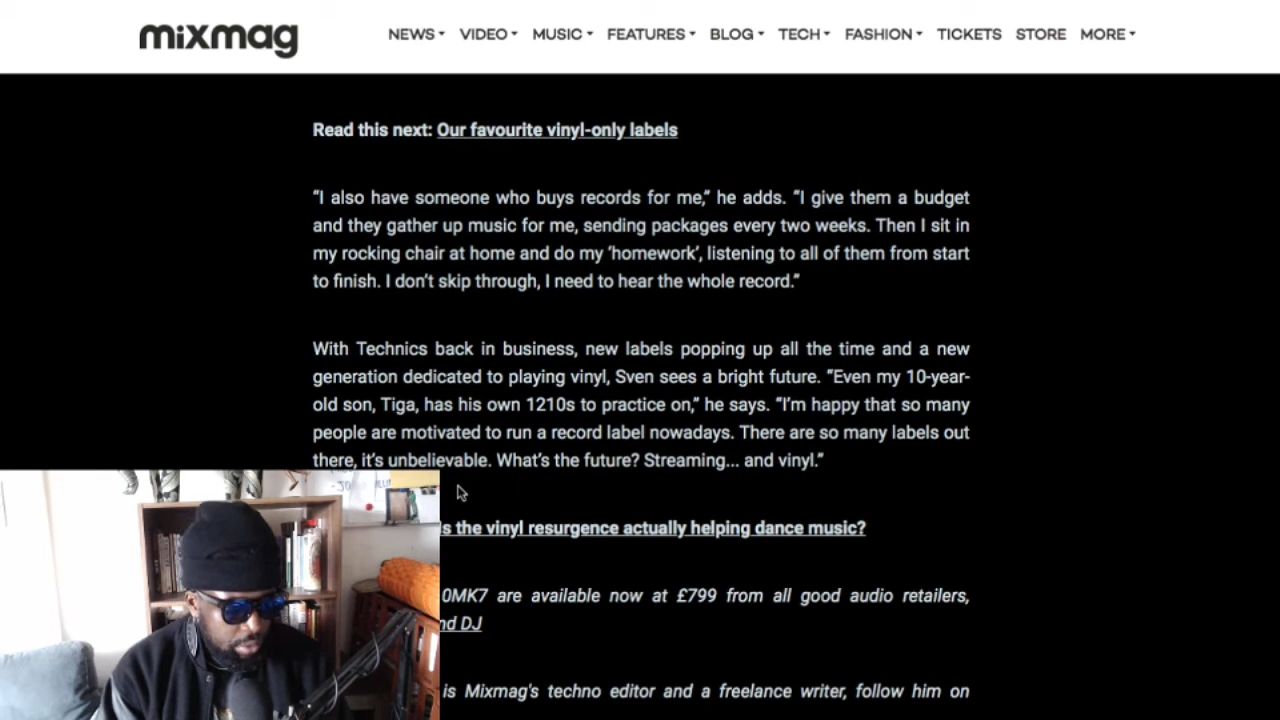 mixmag
NEWS VIDEO MUSIC FEATURES BLOG TECH FASHION TICKETS STORE MORE
Read this next: Our favourite vinyl-only labels
“I also have someone who buys records for me,” he adds. “I give them a budget
and they gather up music for me, sending packages every two weeks. Then I sit in
my rocking chair at home and do my ‘homework’, listening to all of them from start
to finish. I don’t skip through, I need to hear the whole record.”
With Technics back in business, new labels popping up all the time and a new
generation dedicated to playing vinyl, Sven sees a bright future. “Even my 10-year-
old son, Tiga, has his own 1210s to practice on,” he says. “I’m happy that so many
people are motivated to run a record label nowadays. There are so many labels out
there, it’s unbelievable. What’s the future? Streaming... and vinyl.”
Is the vinyl resurgence actually helping dance music?
0MK7 are available now at £799 from all good audio retailers,
nd DJ
is Mixmag's techno editor and a freelance writer, follow him on